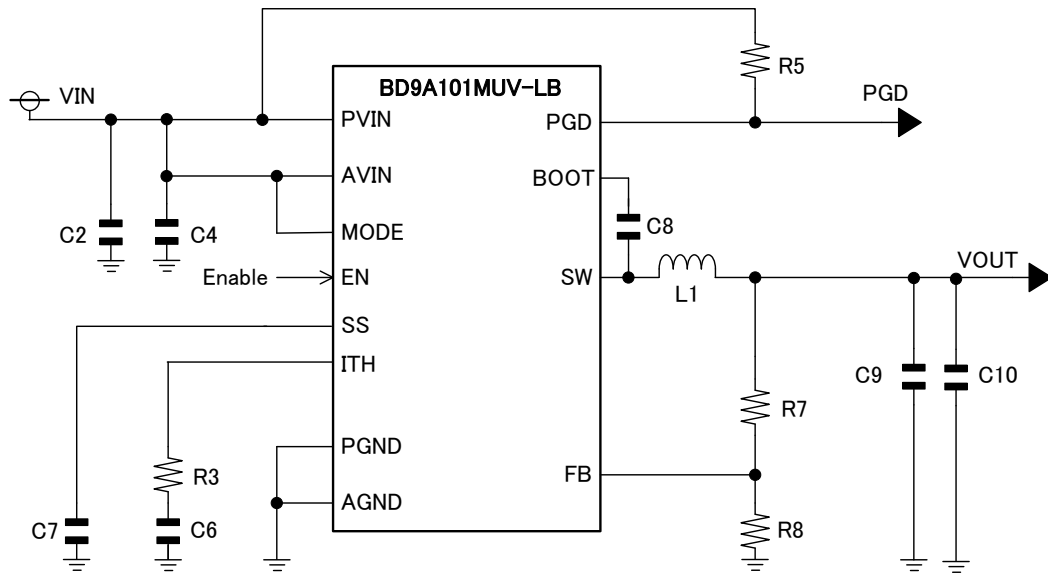 BD9A101MUV-LB
VIN
R5
PGD
PVIN
PGD
AVIN
BOOT
C2
C4
MODE
C8
Enable
EN
SW
L1
VOUT
SS
ITH
C9
C10
R7
PGND
R3
FB
AGND
C7
C6
R8